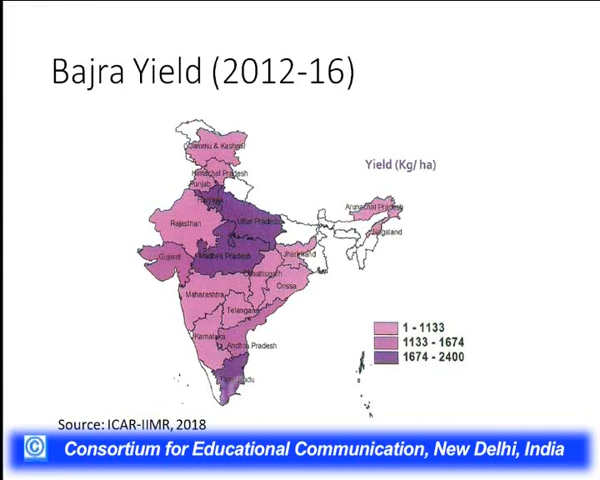 Bajra Yield (2012-16)
Yield (Kg/ ha)
Jammu & Kashmir
Himachal Pradesh
Punjab
Haryana
Arunachal Pradesh
Rajasthan
Uttar Pradesh
Nagaland
Gujarat
Madhya Pradesh
Jharkhand
Chhatisgarh
Orissa
Maharashtra
Telangana
1 - 1133
Karnataka
1133 - 1674
Andhra Pradesh
1674 - 2400
Tamil Nadu
Source: ICAR-IIMR, 2018
© Consortium for Educational Communication, New Delhi, India